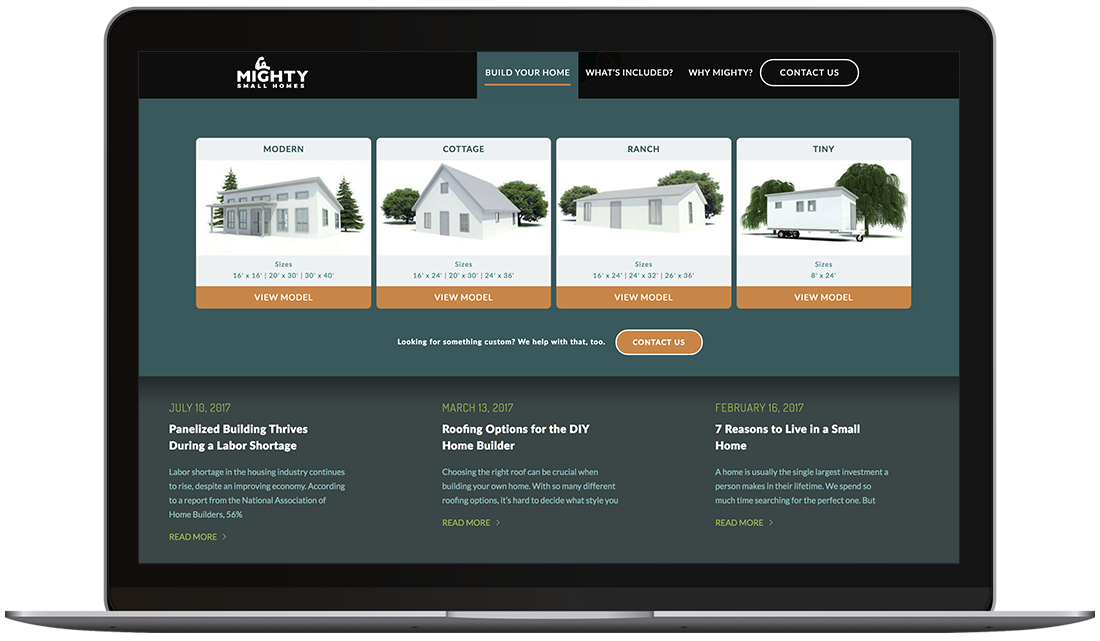 MIGHTY
SMALL HOMES
BUILD YOUR HOME
WHAT'S INCLUDED?
WHY MIGHTY?
CONTACT US
MODERN
Sizes
16' x 16' | 20' x 30' | 30' x 40'
VIEW MODEL
COTTAGE
Sizes
16' x 24' | 20' x 30' | 24' x 36'
VIEW MODEL
RANCH
Sizes
16' x 24' | 24' x 32' | 26' x 36'
VIEW MODEL
TINY
Sizes
8' x 24'
VIEW MODEL
Looking for something custom? We help with that, too.
CONTACT US
JULY 10, 2017
Panelized Building Thrives
During a Labor Shortage
Labor shortage in the housing industry continues
to rise, despite an improving economy. According
to a report from the National Association of
Home Builders, 56%
READ MORE >
MARCH 13, 2017
Roofing Options for the DIY
Home Builder
Choosing the right roof can be crucial when
building your own home. With so many different
roofing options, it's hard to decide what style you
READ MORE >
FEBRUARY 16, 2017
7 Reasons to Live in a Small
Home
A home is usually the single largest investment a
person makes in their lifetime. We spend so
much time searching for the perfect one. But
READ MORE >